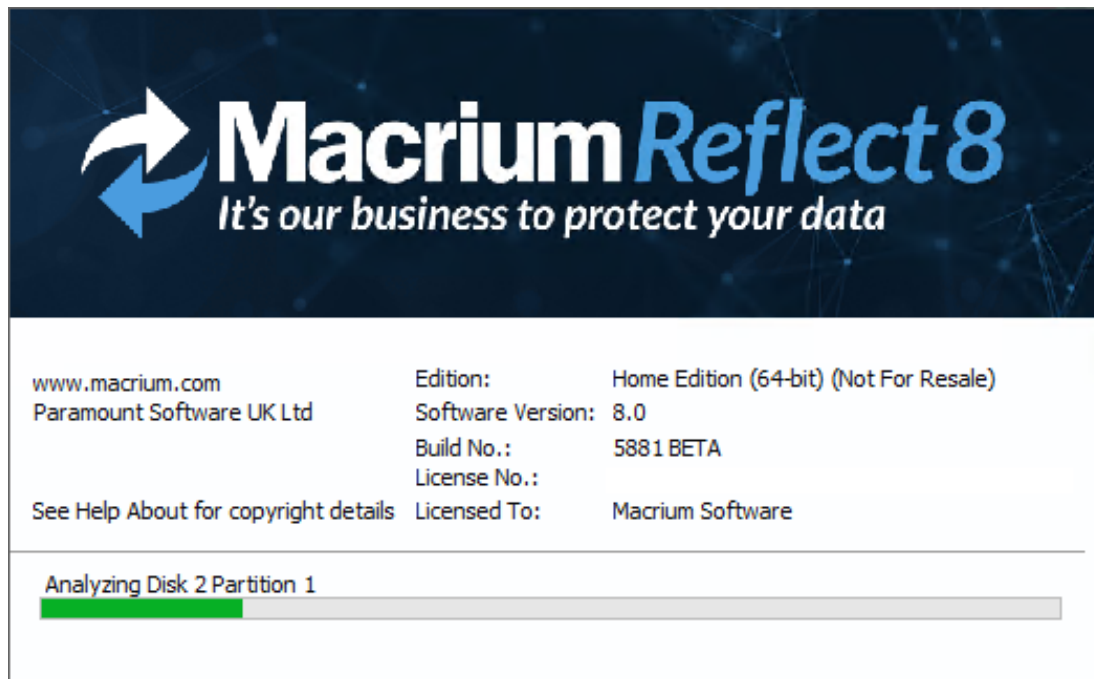 Macrium Reflect 8
It's our business to protect your data
www.macrium.com
Paramount Software UK Ltd
Edition: Home Edition (64-bit) (Not For Resale)
Software Version: 8.0
Build No.: 5881 BETA
License No.:
See Help About for copyright details
Licensed To: Macrium Software
Analyzing Disk 2 Partition 1